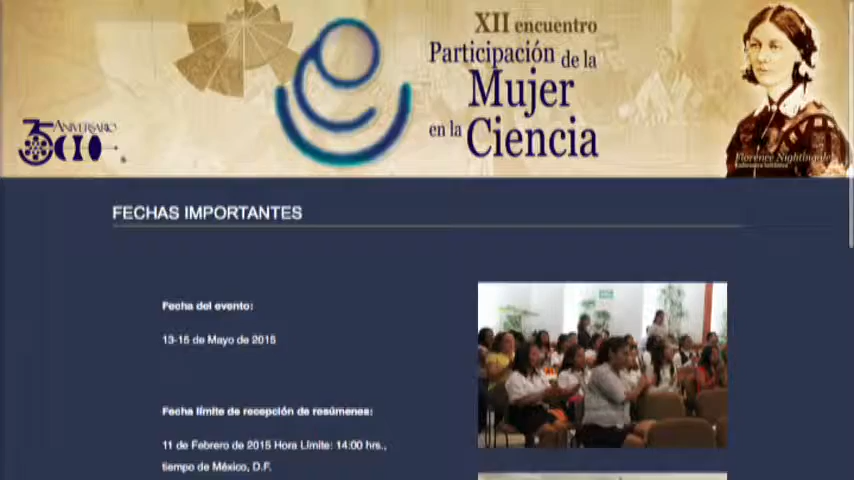 XII encuentro
Participación de la
Mujer
en la Ciencia
35 ANIVERSARIO
CIO
Florence Nightingale
FECHAS IMPORTANTES
Fecha del evento:
13-15 de Mayo de 2015
Fecha límite de recepción de resúmenes:
11 de Febrero de 2015 Hora Límite: 14:00 hrs.,
tiempo de México, D.F.